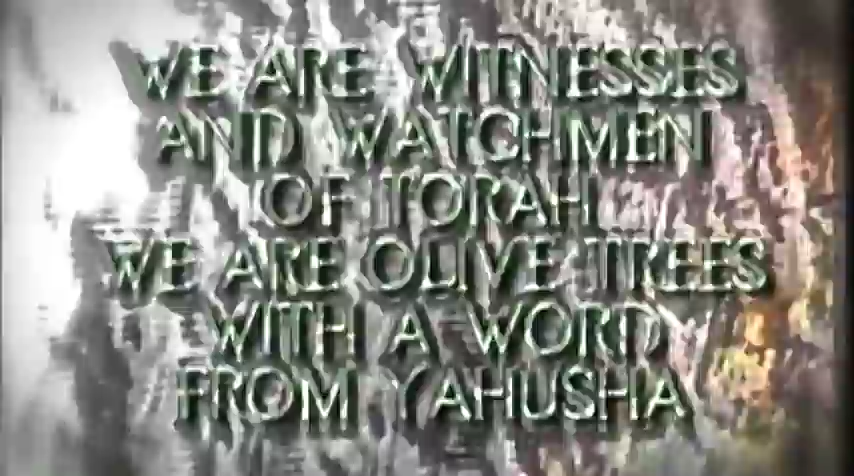 WE ARE WITNESSES
AND WATCHMEN
OF TORAH
WE ARE OLIVE TREES
WITH A WORD
FROM YAHUSHA